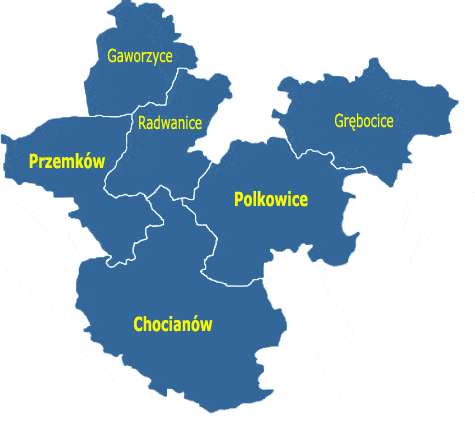 Gaworzyce
Radwanice
Grębocice
Przemków
Polkowice
Chocianów